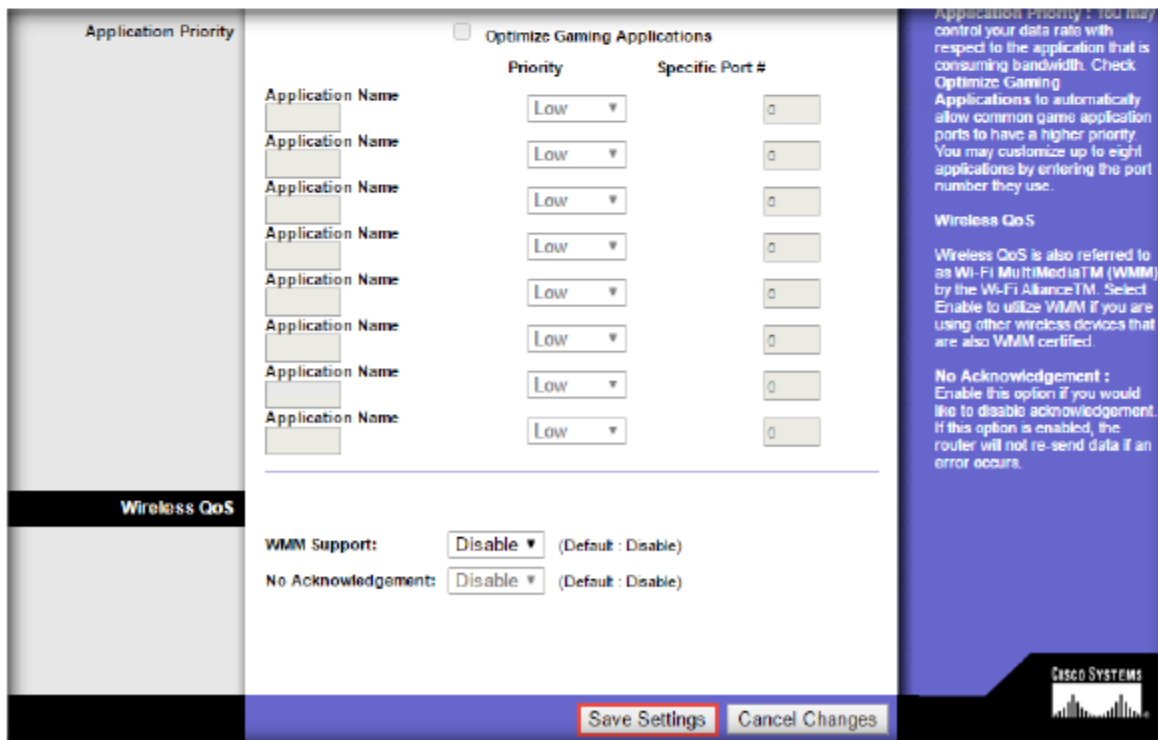 Application Priority
Optimize Gaming Applications
Priority Specific Port #
Application Name
Low 0
Application Name
Low 0
Application Name
Low 0
Application Name
Low 0
Application Name
Low 0
Application Name
Low 0
Application Name
Low 0
Application Name
Low 0
Wireless QoS
WMM Support: Disable (Default : Disable)
No Acknowledgement: Disable (Default : Disable)
Save Settings Cancel Changes
Application Priority : You may
control your data rate with
respect to the application that is
consuming bandwidth. Check
Optimize Gaming
Applications to automatically
allow common game application
ports to have a higher priority.
You may customize up to eight
applications by entering the port
number they use.
Wireless QoS
Wireless QoS is also referred to
as Wi-Fi MultiMediaTM (WMM)
by the Wi-Fi AllianceTM. Select
Enable to utilize WMM if you are
using other wireless devices that
are also WMM certified.
No Acknowledgement :
Enable this option if you would
like to disable acknowledgement.
If this option is enabled, the
router will not re-send data if an
error occurs.
CISCO SYSTEMS